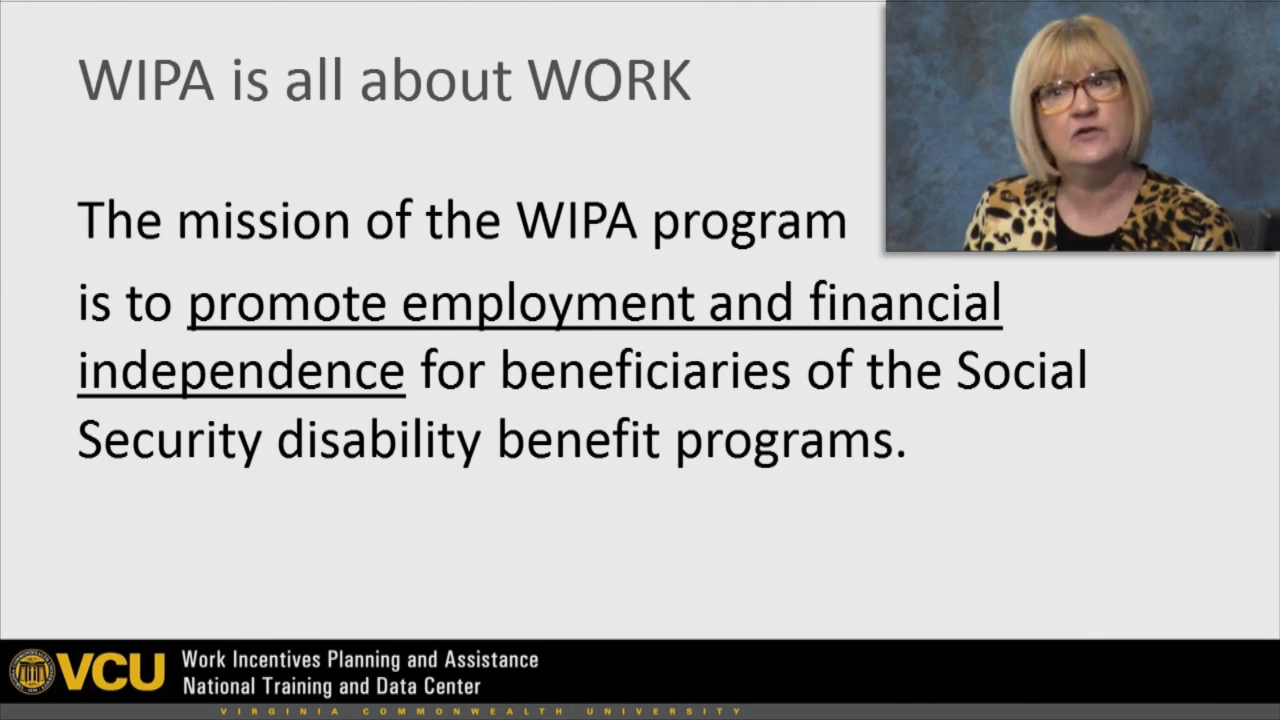 WIPA is all about WORK
The mission of the WIPA program
is to promote employment and financial
independence for beneficiaries of the Social
Security disability benefit programs.
VCU
Work Incentives Planning and Assistance
National Training and Data Center
VIRGINIA COMMONWEALTH UNIVERSITY